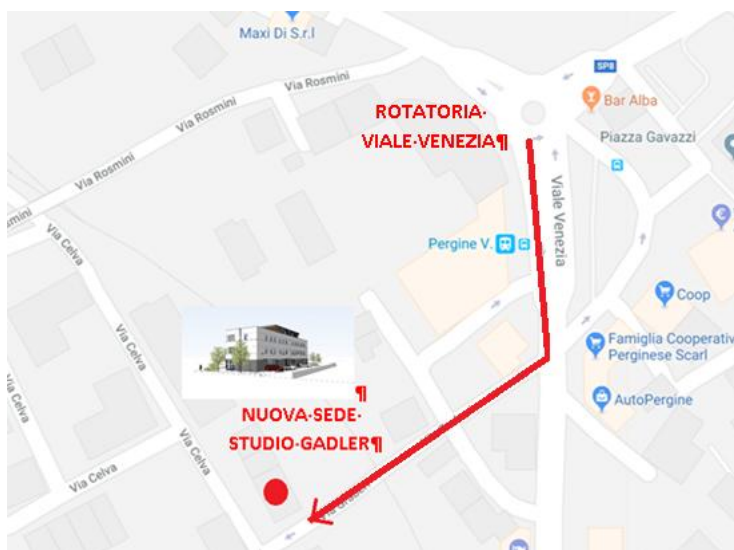 Maxi Di S.r.l
SP8
Via Rosmini
Bar Alba
ROTATORIA·
VIALE·VENEZIA¶
Piazza Gavazzi
Via Rosmini
Via Rosmini
Viale Venezia
Via Celva
Pergine V.
Coop
Via Celva
Famiglia Cooperativ
Perginese Scarl
AutoPergine
¶
NUOVA·SEDE·
STUDIO·GADLER¶
Via Celva
Via Celva
Via Celva